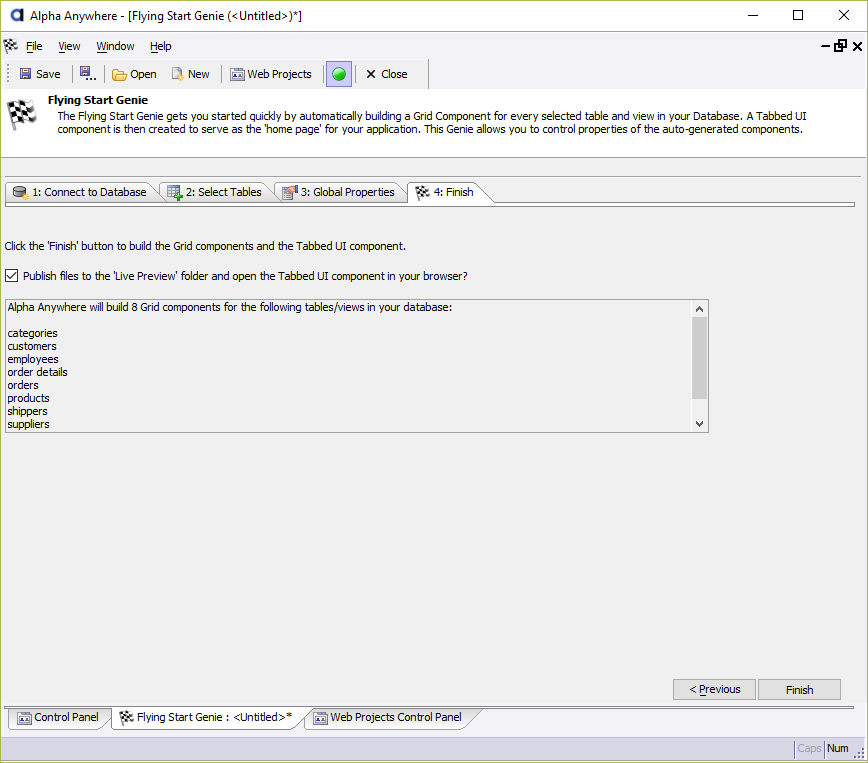 Alpha Anywhere - [Flying Start Genie (<Untitled>)*]
File View Window Help
Save Open New Web Projects Close
Flying Start Genie
The Flying Start Genie gets you started quickly by automatically building a Grid Component for every selected table and view in your Database. A Tabbed UI
component is then created to serve as the 'home page' for your application. This Genie allows you to control properties of the auto-generated components.
1: Connect to Database 2: Select Tables 3: Global Properties 4: Finish
Click the 'Finish' button to build the Grid components and the Tabbed UI component.
Publish files to the 'Live Preview' folder and open the Tabbed UI component in your browser?
Alpha Anywhere will build 8 Grid components for the following tables/views in your database:
categories
customers
employees
order details
orders
products
shippers
suppliers
< Previous Finish
Control Panel Flying Start Genie : <Untitled>* Web Projects Control Panel
Caps Num